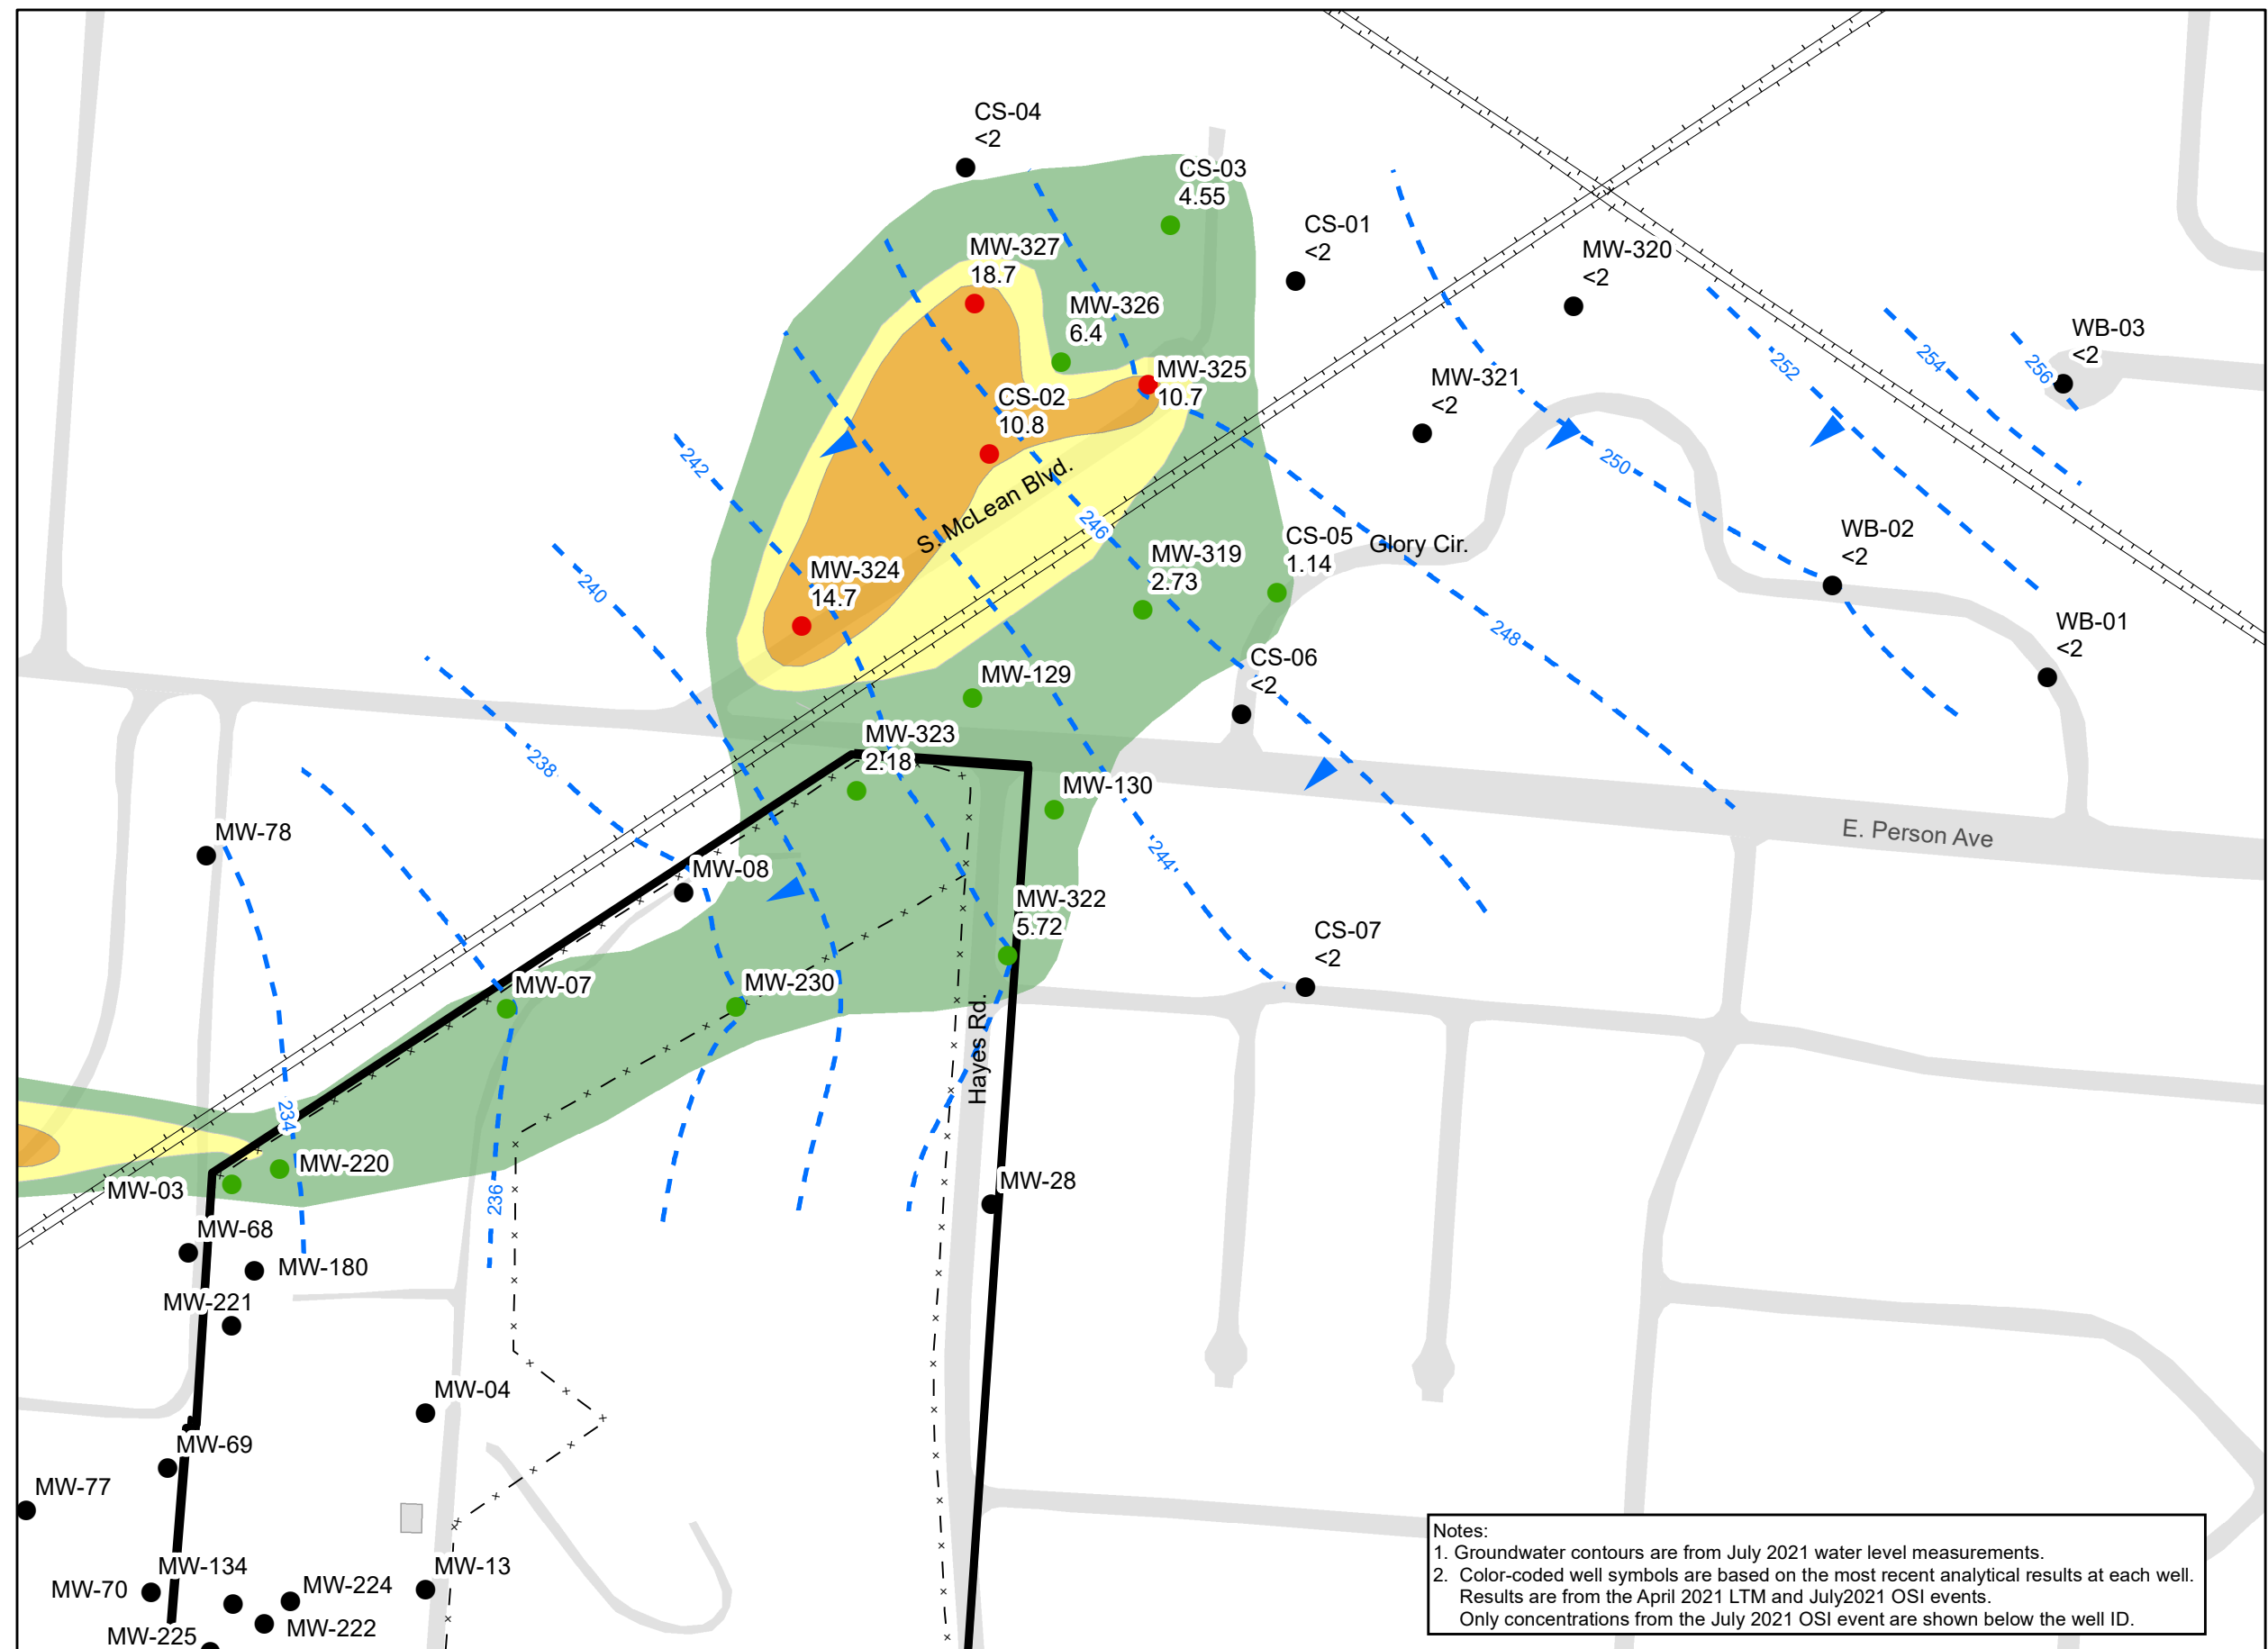 CS-04
<2
CS-03
4.55
CS-01
<2
MW-327
18.7
MW-320
<2
MW-326
6.4
WB-03
<2
252
254
256
MW-325
10.7
MW-321
<2
CS-02
10.8
242
250
S. McLean Blvd.
246
CS-05
1.14
Glory Cir.
MW-319
2.73
WB-02
<2
MW-324
14.7
240
248
WB-01
<2
CS-06
<2
MW-129
MW-323
2.18
238
MW-130
E. Person Ave
MW-78
244
MW-08
MW-322
5.72
CS-07
<2
MW-07
MW-230
Hayes Rd.
234
MW-220
MW-03
236
MW-28
MW-68
MW-180
MW-221
MW-04
MW-69
MW-77
MW-134
MW-13
MW-70
MW-224
MW-222
MW-225
Notes:
1. Groundwater contours are from July 2021 water level measurements.
2. Color-coded well symbols are based on the most recent analytical results at each well.
Results are from the April 2021 LTM and July2021 OSI events.
Only concentrations from the July 2021 OSI event are shown below the well ID.